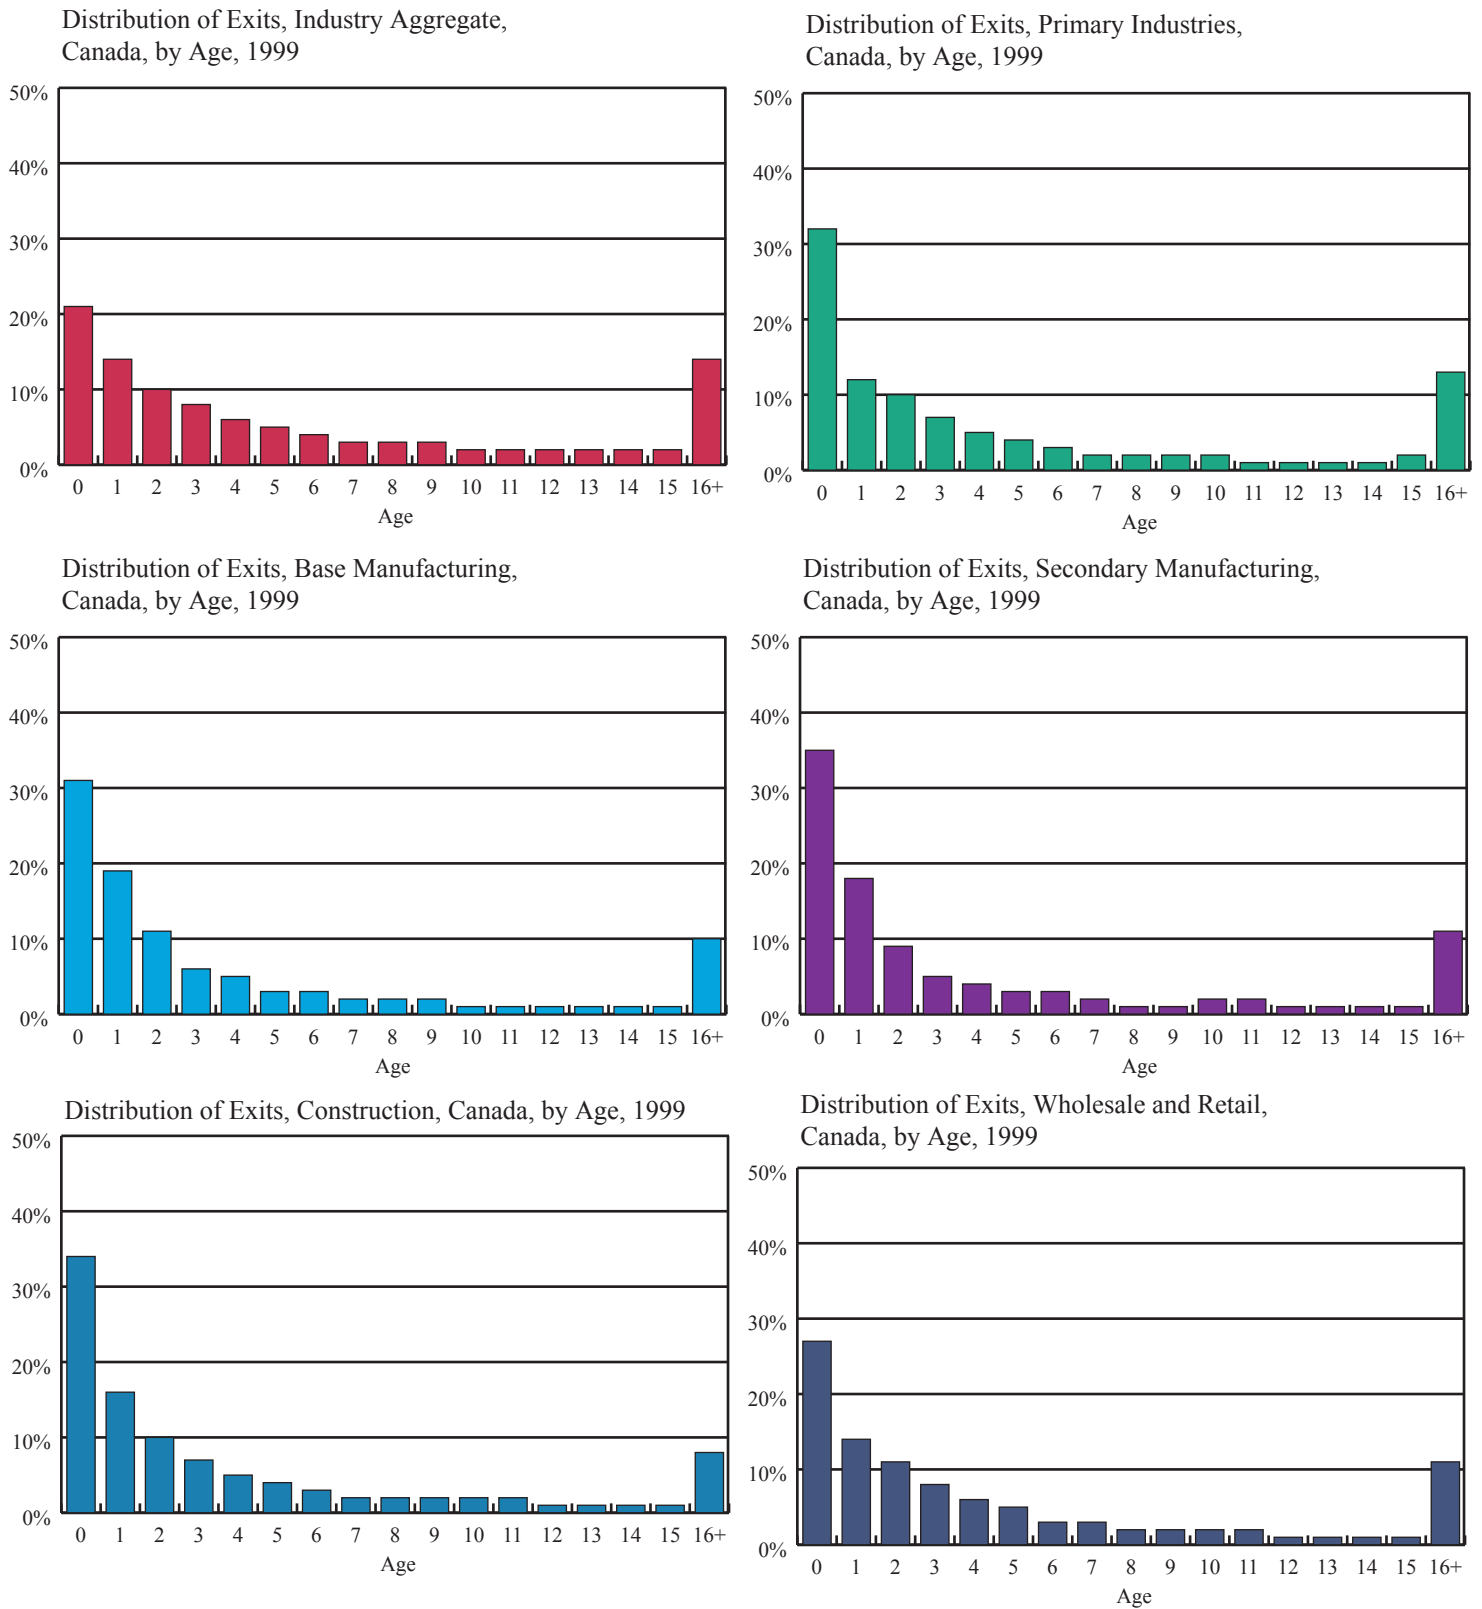 Distribution of Exits, Industry Aggregate,
Canada, by Age, 1999
50%
40%
30%
20%
10%
0%
0 1 2 3 4 5 6 7 8 9 10 11 12 13 14 15 16+
Age
Distribution of Exits, Primary Industries,
Canada, by Age, 1999
50%
40%
30%
20%
10%
0%
0 1 2 3 4 5 6 7 8 9 10 11 12 13 14 15 16+
Age
Distribution of Exits, Base Manufacturing,
Canada, by Age, 1999
50%
40%
30%
20%
10%
0%
0 1 2 3 4 5 6 7 8 9 10 11 12 13 14 15 16+
Age
Distribution of Exits, Secondary Manufacturing,
Canada, by Age, 1999
50%
40%
30%
20%
10%
0%
0 1 2 3 4 5 6 7 8 9 10 11 12 13 14 15 16+
Age
Distribution of Exits, Construction, Canada, by Age, 1999
50%
40%
30%
20%
10%
0%
0 1 2 3 4 5 6 7 8 9 10 11 12 13 14 15 16+
Age
Distribution of Exits, Wholesale and Retail,
Canada, by Age, 1999
50%
40%
30%
20%
10%
0%
0 1 2 3 4 5 6 7 8 9 10 11 12 13 14 15 16+
Age